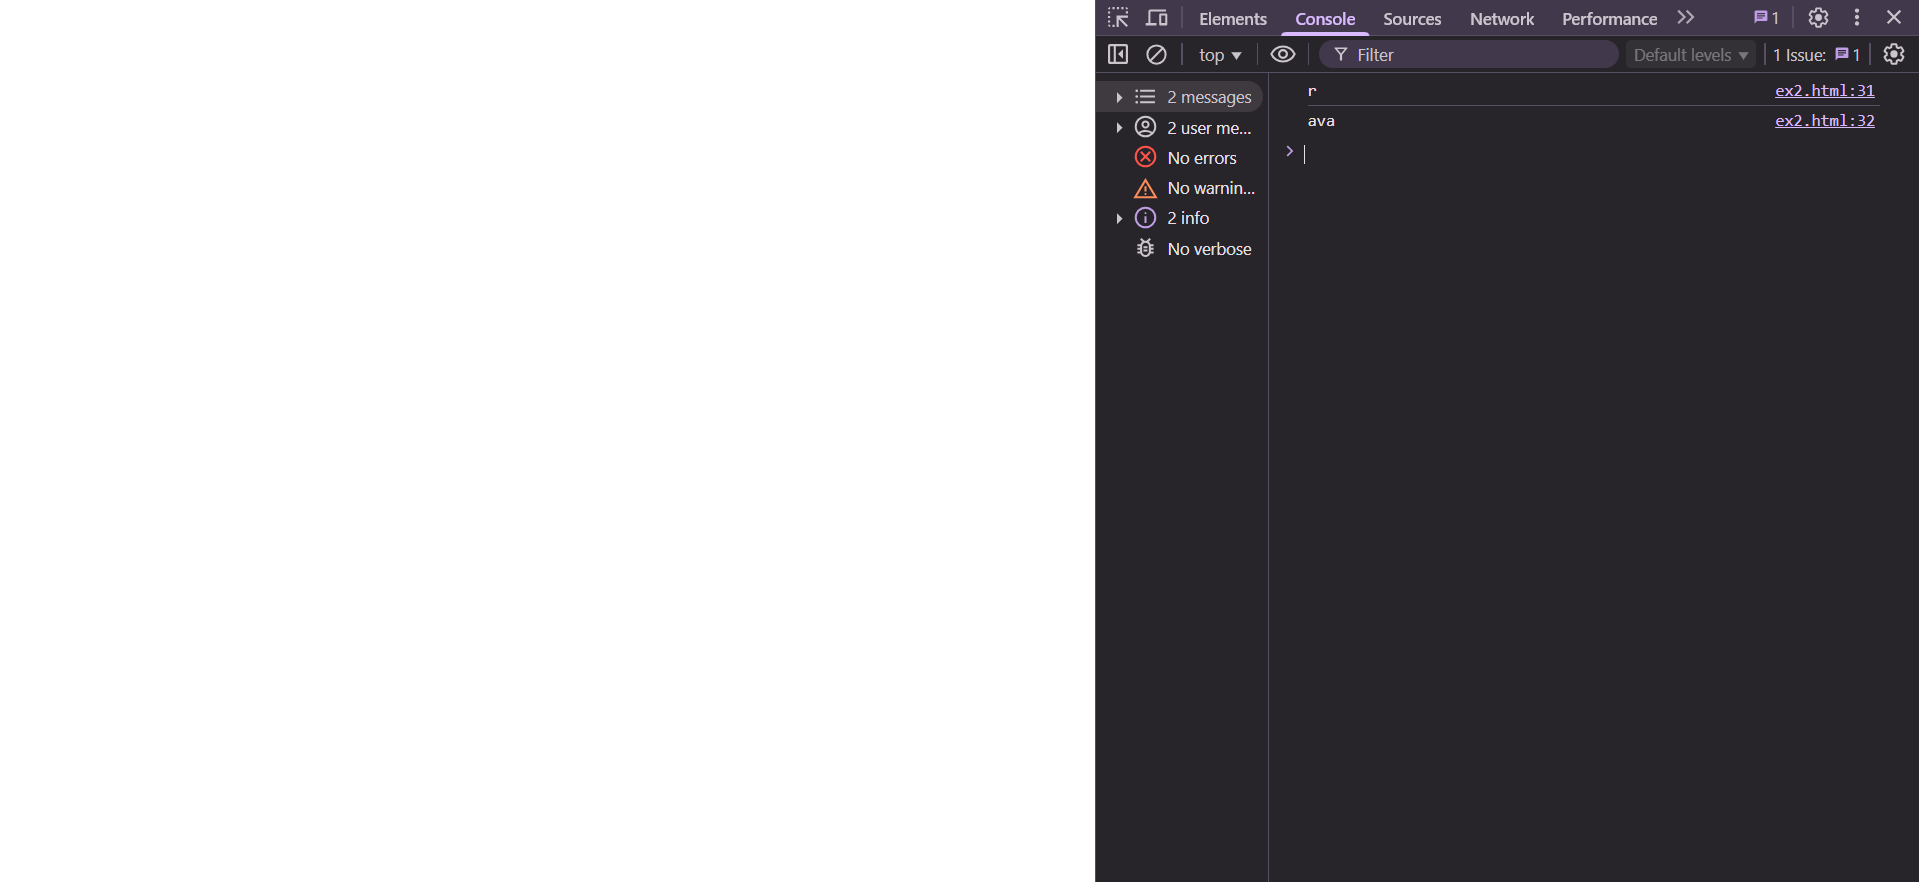 Elements Console Sources Network Performance 1
top Filter Default levels 1 Issue: 1
2 messages
2 user me...
No errors
No warnin...
2 info
No verbose
r ex2.html:31
ava ex2.html:32